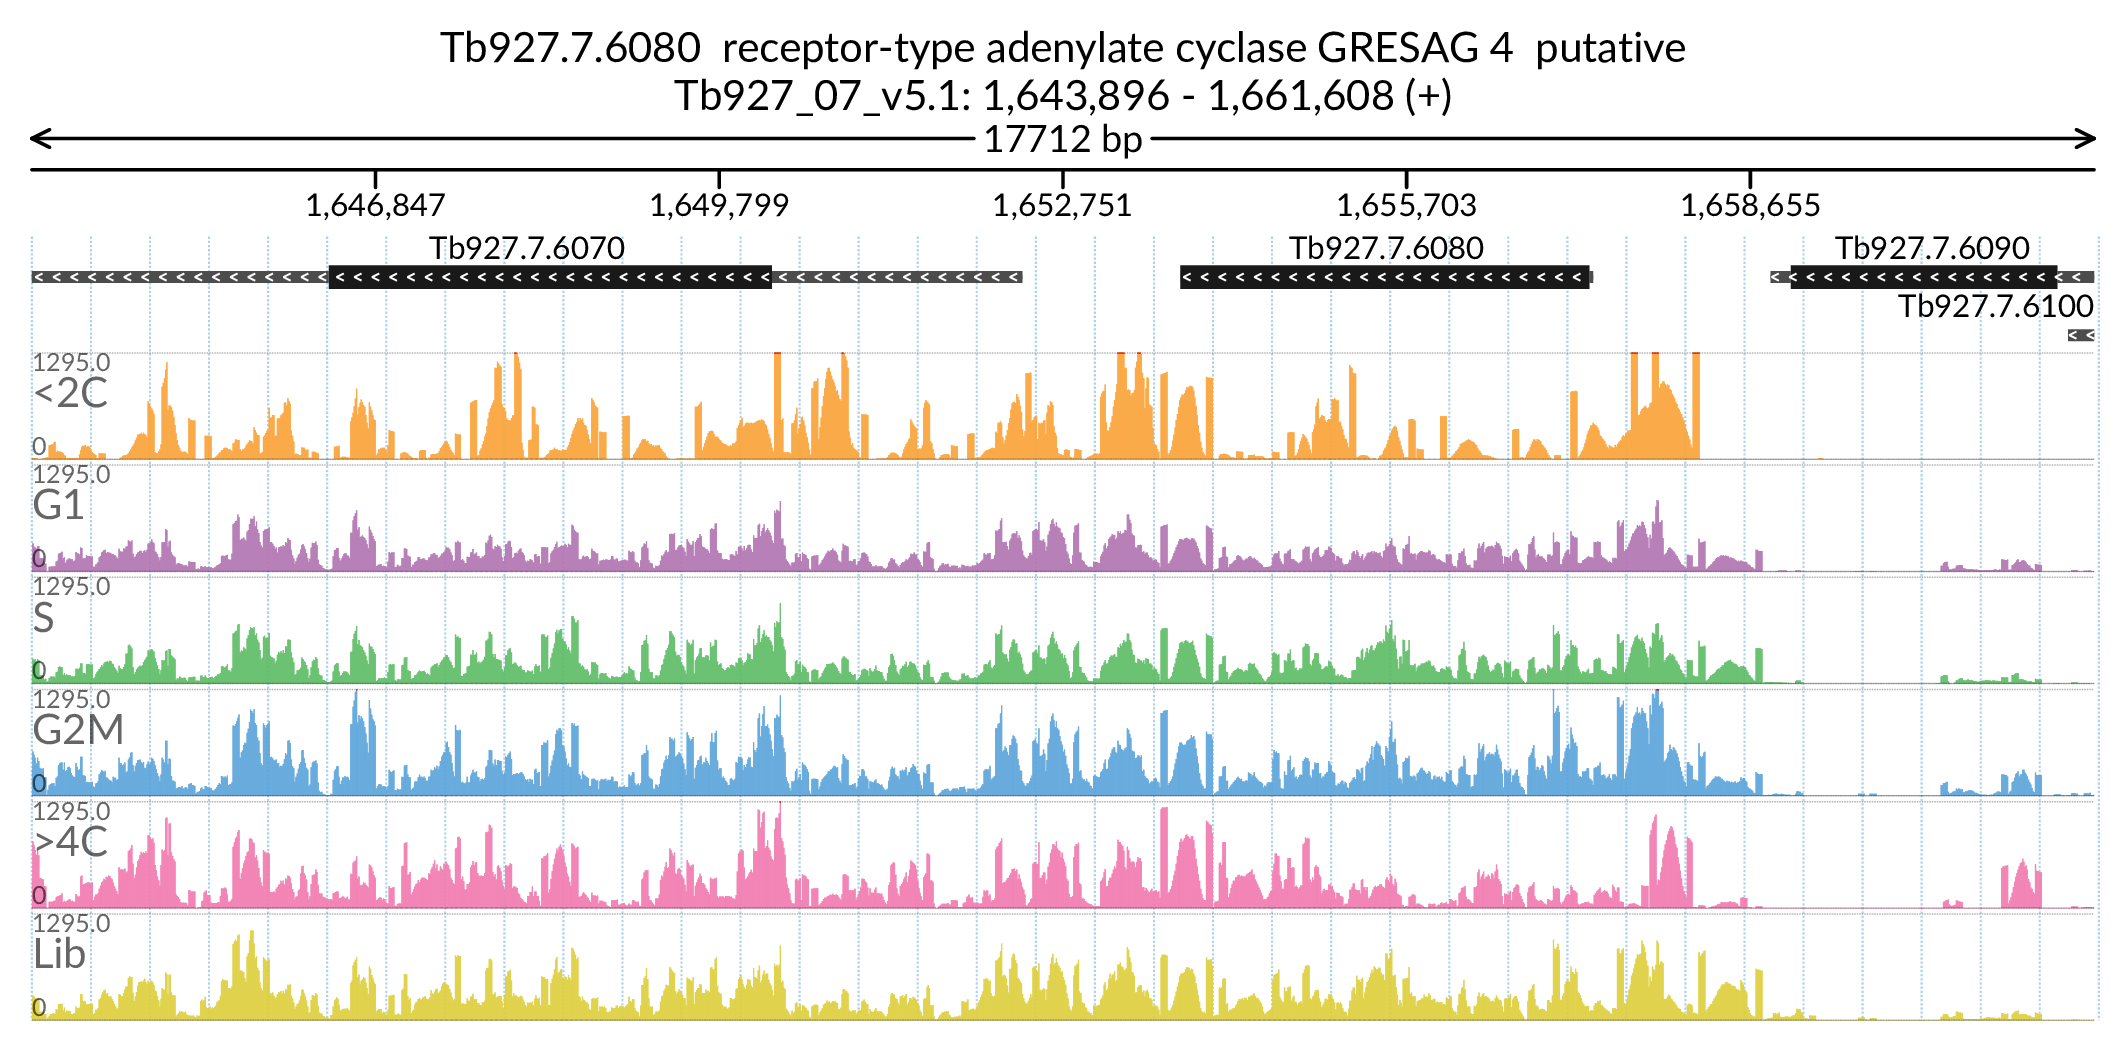 Tb927.7.6080  receptor-type adenylate cyclase GRESAG 4  putative
Tb927_07_v5.1: 1,643,896 - 1,661,608 (+)
17712 bp
1,646,847 1,649,799 1,652,751 1,655,703 1,658,655
Tb927.7.6070 Tb927.7.6080 Tb927.7.6090
Tb927.7.6100
1295.0
<2C
0
1295.0
G1
0
1295.0
S
0
1295.0
G2M
0
1295.0
>4C
0
1295.0
Lib
0